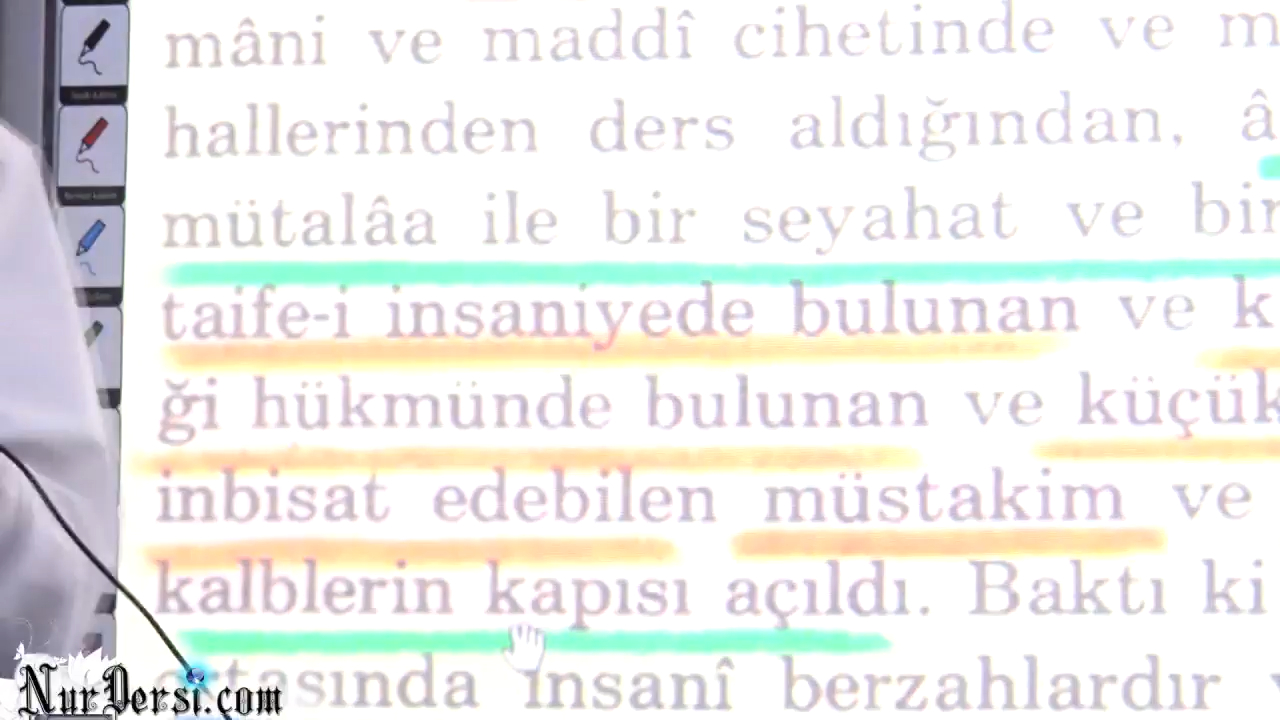 mâni ve maddî cihetinde ve m
hallerinden ders aldığından, â
mütalâa ile bir seyahat ve bir
taife-i insaniyede bulunan ve k
ği hükmünde bulunan ve küçük
inbisat edebilen müstakim ve
kalblerin kapısı açıldı. Baktı ki
insanî berzahlardır
NurDersi.com